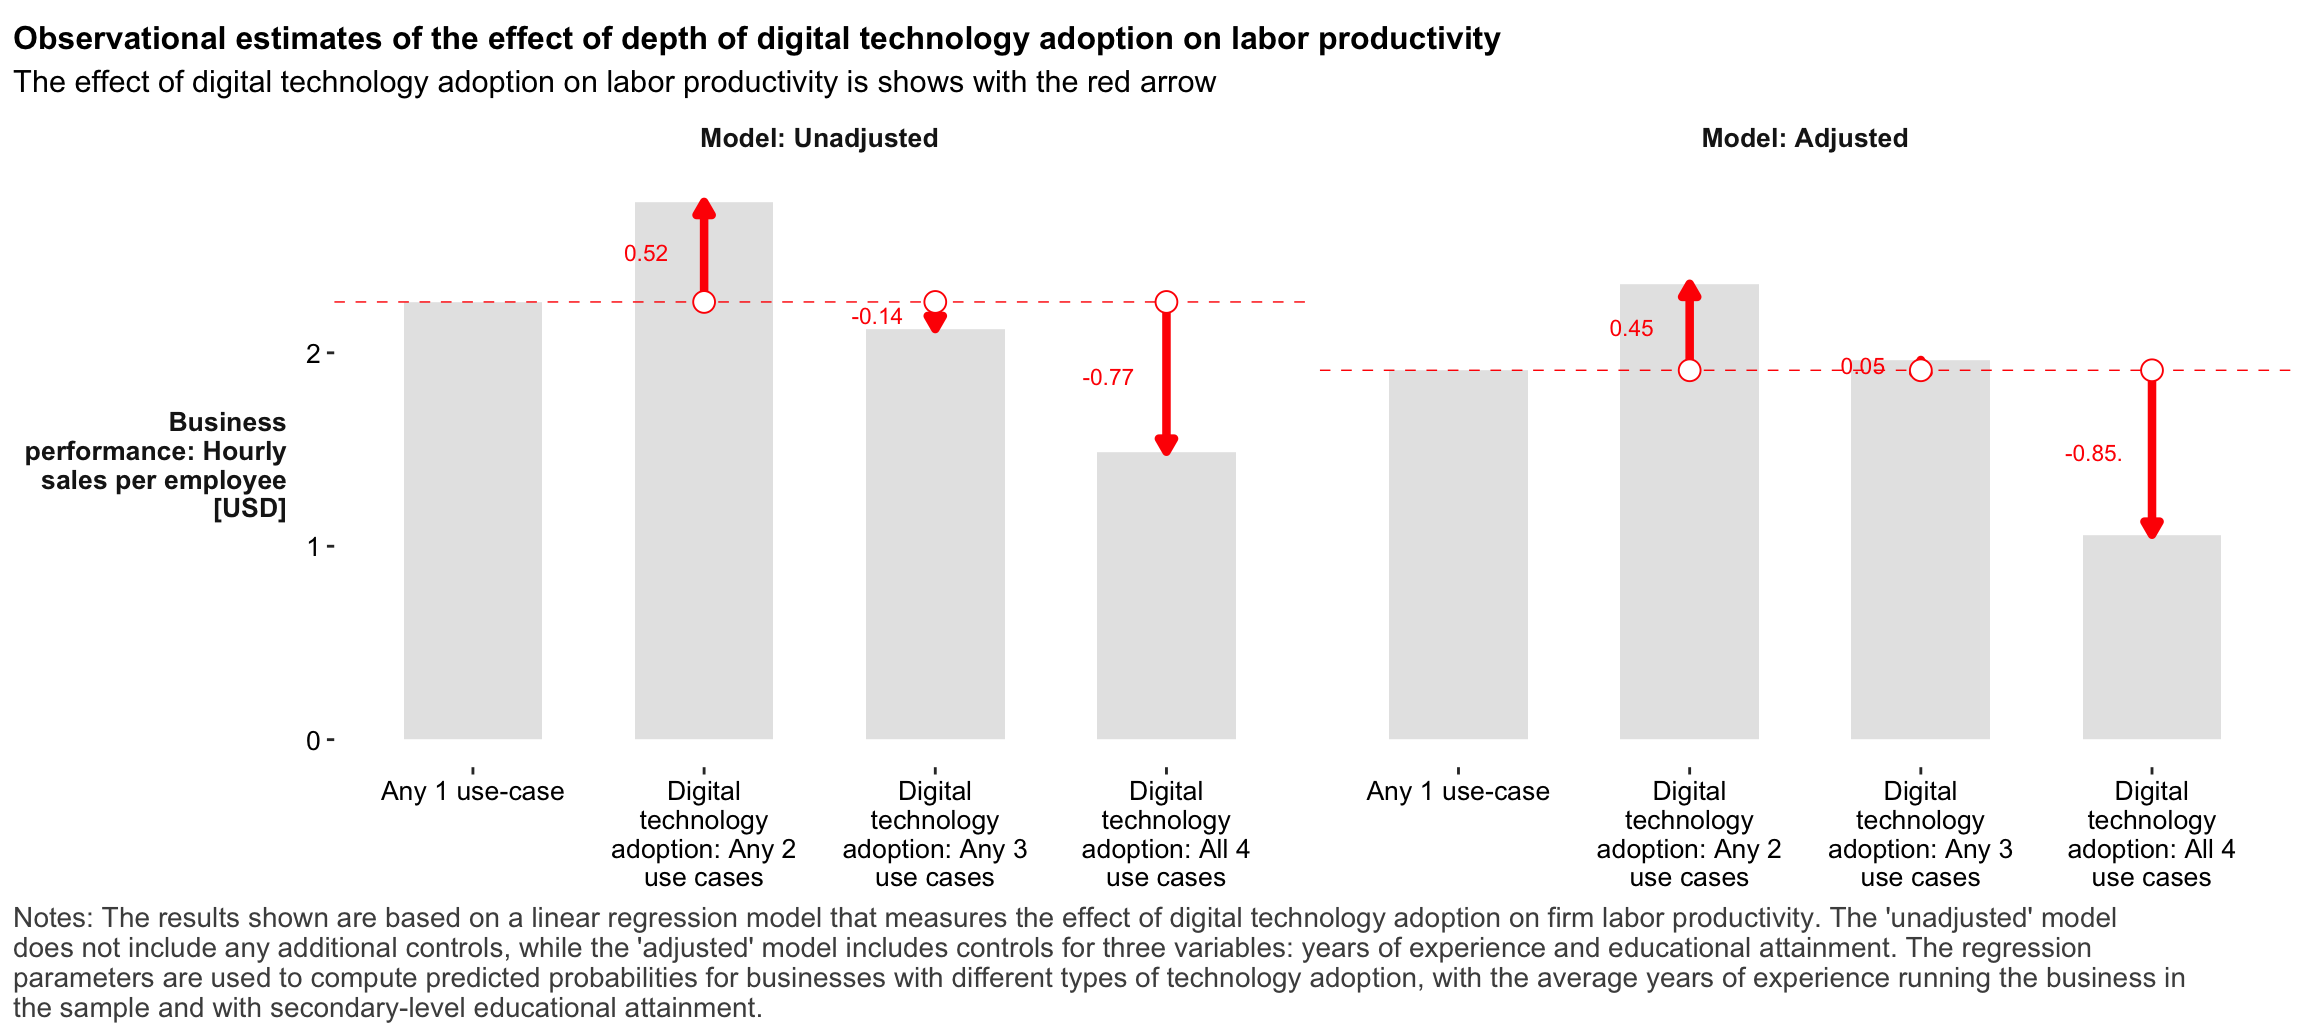 Observational estimates of the effect of depth of digital technology adoption on labor productivity
The effect of digital technology adoption on labor productivity is shows with the red arrow
Model: Unadjusted
Model: Adjusted
Business
performance: Hourly
sales per employee
[USD]
2
1
0
0.52
-0.14
-0.77
0.45
0.05
-0.85.
Any 1 use-case
Digital
technology
adoption: Any 2
use cases
Digital
technology
adoption: Any 3
use cases
Digital
technology
adoption: All 4
use cases
Any 1 use-case
Digital
technology
adoption: Any 2
use cases
Digital
technology
adoption: Any 3
use cases
Digital
technology
adoption: All 4
use cases
Notes: The results shown are based on a linear regression model that measures the effect of digital technology adoption on firm labor productivity. The 'unadjusted' model
does not include any additional controls, while the 'adjusted' model includes controls for three variables: years of experience and educational attainment. The regression
parameters are used to compute predicted probabilities for businesses with different types of technology adoption, with the average years of experience running the business in
the sample and with secondary-level educational attainment.